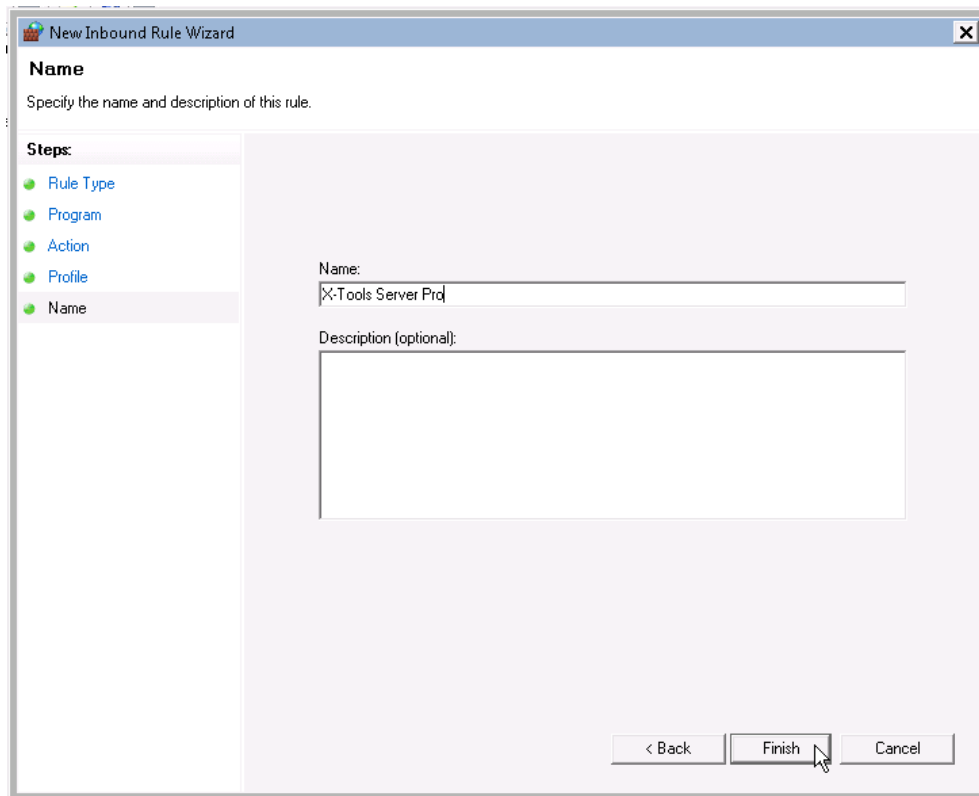 New Inbound Rule Wizard
Name
Specify the name and description of this rule.
Steps:
Rule Type
Program
Action
Profile
Name
Name:
X-Tools Server Pro
Description (optional):
< Back
Finish
Cancel